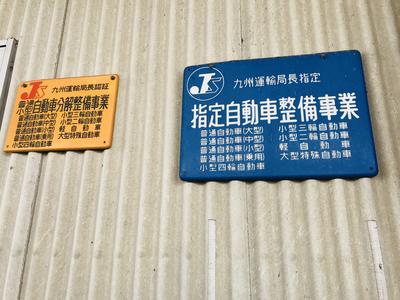 九州運輸局長認証
普通
小型
自動車分解整備事業
普通自動車(大型) 小型三輪自動車
普通自動車(中型) 小型二輪自動車
普通自動車(小型) 軽自動車
普通自動車(乗用) 大型特殊自動車
小型四輪自動車
九州運輸局長指定
指定自動車整備事業
普通自動車(大型) 小型三輪自動車
普通自動車(中型) 小型二輪自動車
普通自動車(小型) 軽自動車
普通自動車(乗用) 大型特殊自動車
小型四輪自動車